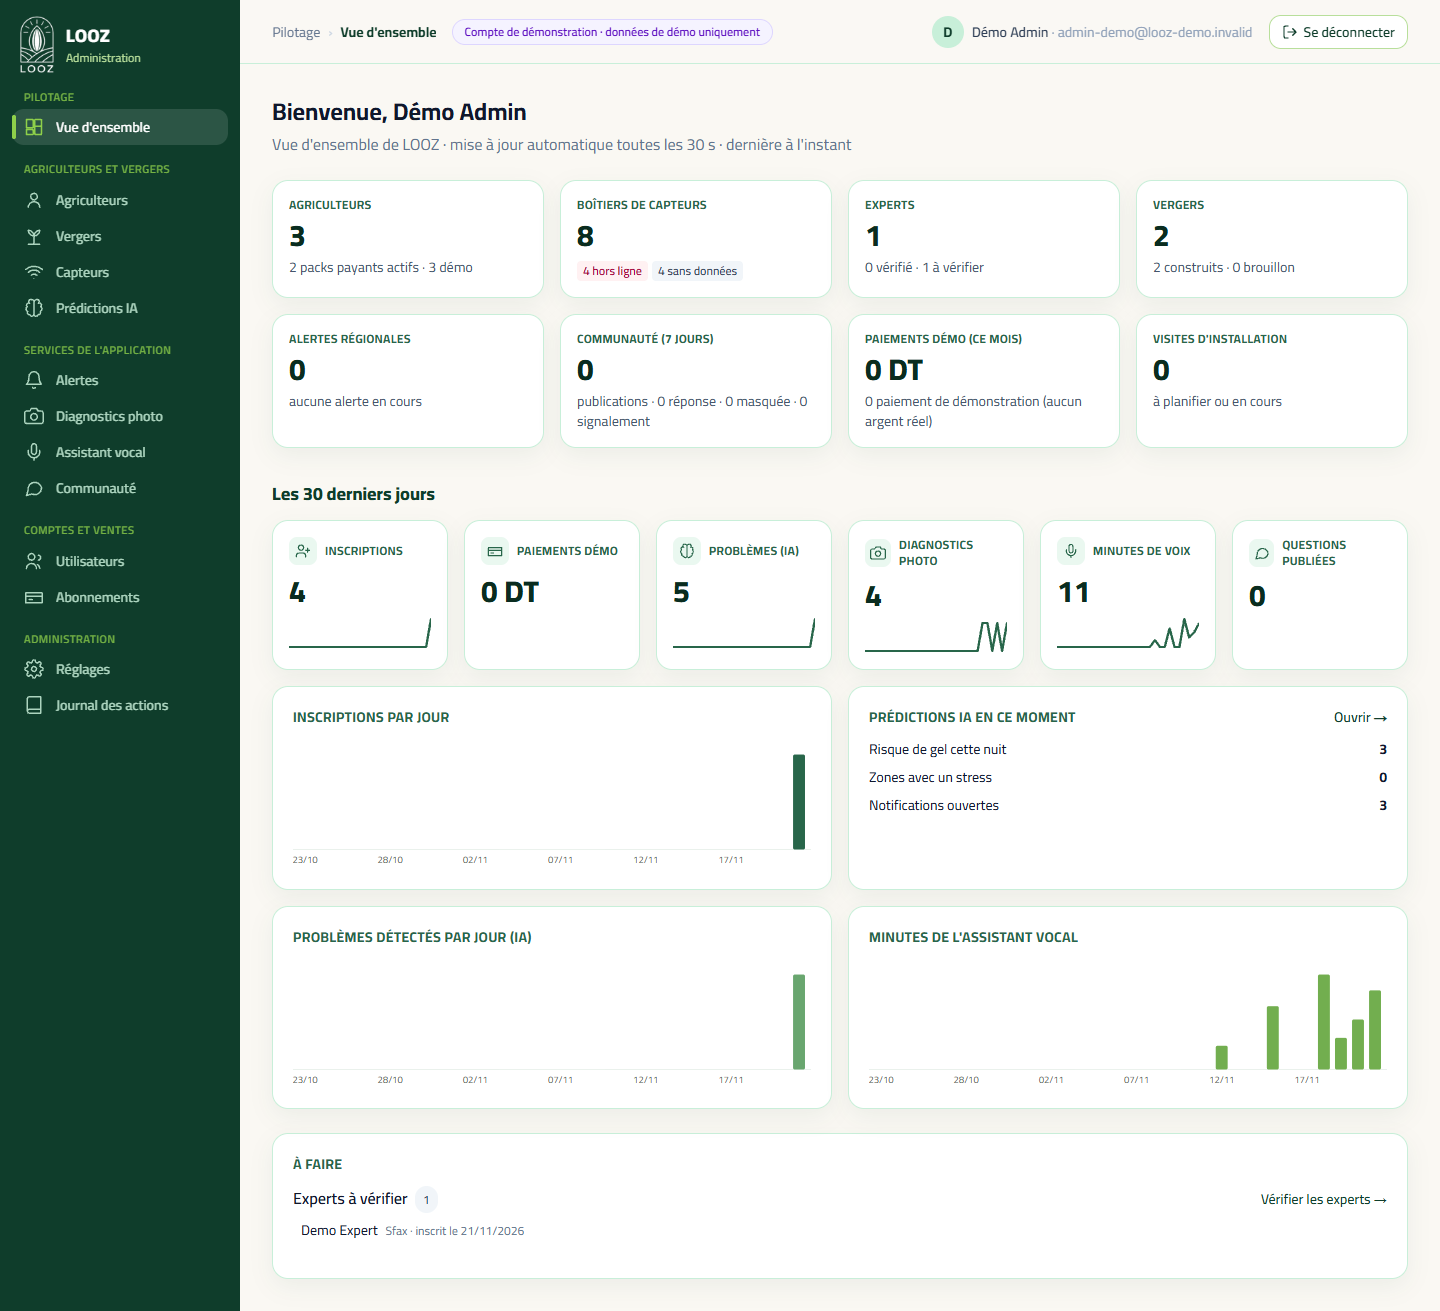 LOOZ
LOOZ
Administration
PILOTAGE
Vue d'ensemble
AGRICULTEURS ET VERGERS
Agriculteurs
Vergers
Capteurs
Prédictions IA
SERVICES DE L'APPLICATION
Alertes
Diagnostics photo
Assistant vocal
Communauté
COMPTES ET VENTES
Utilisateurs
Abonnements
ADMINISTRATION
Réglages
Journal des actions
Pilotage › Vue d'ensemble
Compte de démonstration · données de démo uniquement
D
Démo Admin · admin-demo@looz-demo.invalid
Se déconnecter
Bienvenue, Démo Admin
Vue d'ensemble de LOOZ · mise à jour automatique toutes les 30 s · dernière à l'instant
AGRICULTEURS
3
2 packs payants actifs · 3 démo
BOÎTIERS DE CAPTEURS
8
4 hors ligne
4 sans données
EXPERTS
1
0 vérifié · 1 à vérifier
VERGERS
2
2 construits · 0 brouillon
ALERTES RÉGIONALES
0
aucune alerte en cours
COMMUNAUTÉ (7 JOURS)
0
publications · 0 réponse · 0 masquée · 0
signalement
PAIEMENTS DÉMO (CE MOIS)
0 DT
0 paiement de démonstration (aucun
argent réel)
VISITES D'INSTALLATION
0
à planifier ou en cours
Les 30 derniers jours
INSCRIPTIONS
4
PAIEMENTS DÉMO
0 DT
PROBLÈMES (IA)
5
DIAGNOSTICS
PHOTO
4
MINUTES DE VOIX
11
QUESTIONS
PUBLIÉES
0
INSCRIPTIONS PAR JOUR
23/10 28/10 02/11 07/11 12/11 17/11
PRÉDICTIONS IA EN CE MOMENT
Ouvrir →
Risque de gel cette nuit 3
Zones avec un stress 0
Notifications ouvertes 3
PROBLÈMES DÉTECTÉS PAR JOUR (IA)
23/10 28/10 02/11 07/11 12/11 17/11
MINUTES DE L'ASSISTANT VOCAL
23/10 28/10 02/11 07/11 12/11 17/11
À FAIRE
Experts à vérifier 1
Vérifier les experts →
Demo Expert Sfax · inscrit le 21/11/2026